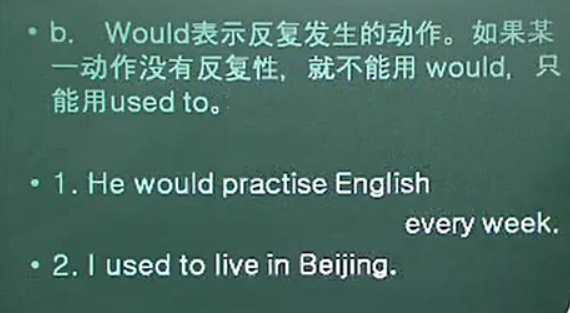 • b. Would表示反复发生的动作。如果某
一动作没有反复性，就不能用 would，只
能用used to。
• 1. He would practise English
every week.
• 2. I used to live in Beijing.